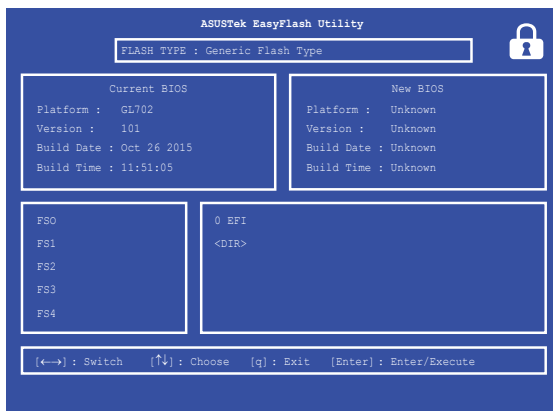 ASUSTek EasyFlash Utility
FLASH TYPE : Generic Flash Type
Current BIOS
Platform : GL702
Version : 101
Build Date : Oct 26 2015
Build Time : 11:51:05
New BIOS
Platform : Unknown
Version : Unknown
Build Date : Unknown
Build Time : Unknown
FS0
FS1
FS2
FS3
FS4
0 EFI
<DIR>
[←→] : Switch [↑↓] : Choose [q] : Exit [Enter] : Enter/Execute